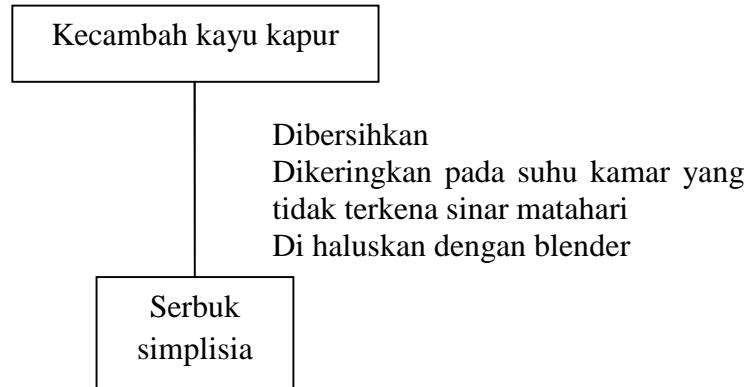 Kecambah kayu kapur
Dibersihkan
Dikeringkan pada suhu kamar yang
tidak terkena sinar matahari
Di haluskan dengan blender
Serbuk
simplisia